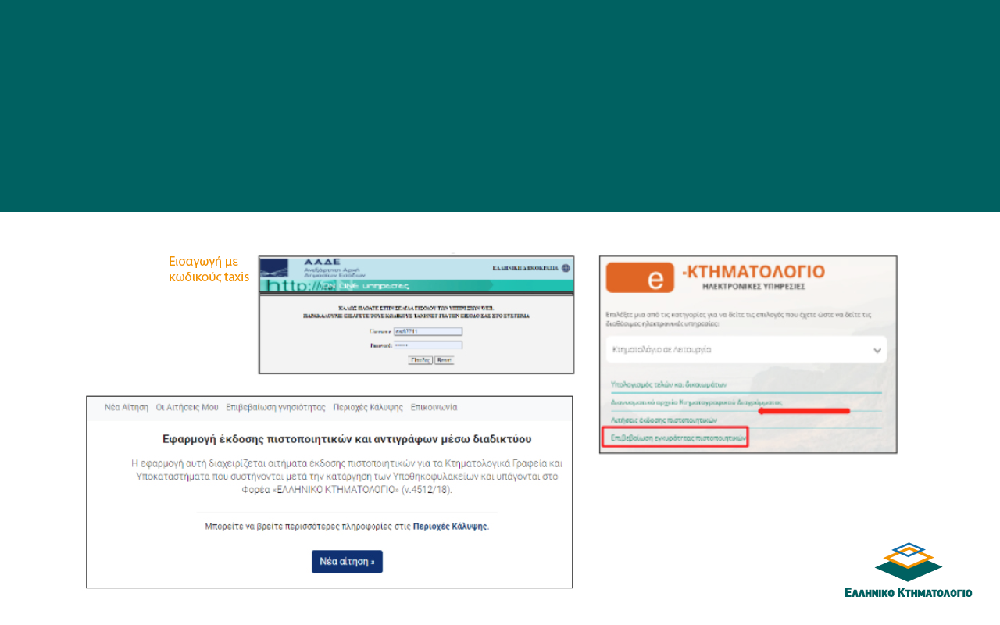 Εισαγωγή με
κωδικούς taxis
ΑΑΔΕ
Ανεξάρτητη Αρχή
Δημοσίων Εσόδων
ΕΛΛΗΝΙΚΗ ΔΗΜΟΚΡΑΤΙΑ
http:// ON LINE υπηρεσίες
ΚΑΛΩΣ ΗΛΘΑΤΕ ΣΤΗΝ ΣΕΛΙΔΑ ΕΙΣΟΔΟΥ ΤΩΝ ΥΠΗΡΕΣΙΩΝ WEB.
ΠΑΡΑΚΑΛΟΥΜΕ ΕΙΣΑΓΕΤΕ ΤΟΥΣ ΚΩΔΙΚΟΥΣ TAXISNET ΓΙΑ ΤΗΝ ΕΙΣΟΔΟ ΣΑΣ ΣΤΟ ΣΥΣΤΗΜΑ
Username:
Password: ••••••
Είσοδος Reset
e -ΚΤΗΜΑΤΟΛΟΓΙΟ
ΗΛΕΚΤΡΟΝΙΚΕΣ ΥΠΗΡΕΣΙΕΣ
Επιλέξτε μια από τις κατηγορίες για να δείτε τις επιλογές που έχετε ώστε να δείτε τις
διαθέσιμες ηλεκτρονικές υπηρεσίες:
Κτηματολόγιο σε Λειτουργία
Υπολογισμός τελών και δικαιωμάτων
Διανυσματικό αρχείο Κτηματογραφικού Διαγράμματος
Αιτήσεις έκδοσης πιστοποιητικών
Επιβεβαίωση εγκυρότητας πιστοποιητικών
Νέα Αίτηση Οι Αιτήσεις Μου Επιβεβαίωση γνησιότητας Περιοχές Κάλυψης Επικοινωνία
Εφαρμογή έκδοσης πιστοποιητικών και αντιγράφων μέσω διαδικτύου
Η εφαρμογή αυτή διαχειρίζεται αιτήματα έκδοσης πιστοποιητικών για τα Κτηματολογικά Γραφεία και
Υποκαταστήματα που συστήνονται μετά την κατάργηση των Υποθηκοφυλακείων και υπάγονται στο
Φορέα «ΕΛΛΗΝΙΚΟ ΚΤΗΜΑΤΟΛΟΓΙΟ» (ν.4512/18).
Μπορείτε να βρείτε περισσότερες πληροφορίες στις Περιοχές Κάλυψης.
Νέα αίτηση »
ΕΛΛΗΝΙΚΟ ΚΤΗΜΑΤΟΛΟΓΙΟ